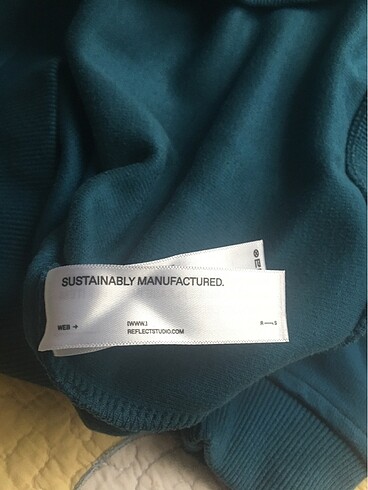 SUSTAINABLY MANUFACTURED.
WEB → [WWW.] R—S
REFLECTSTUDIO.COM